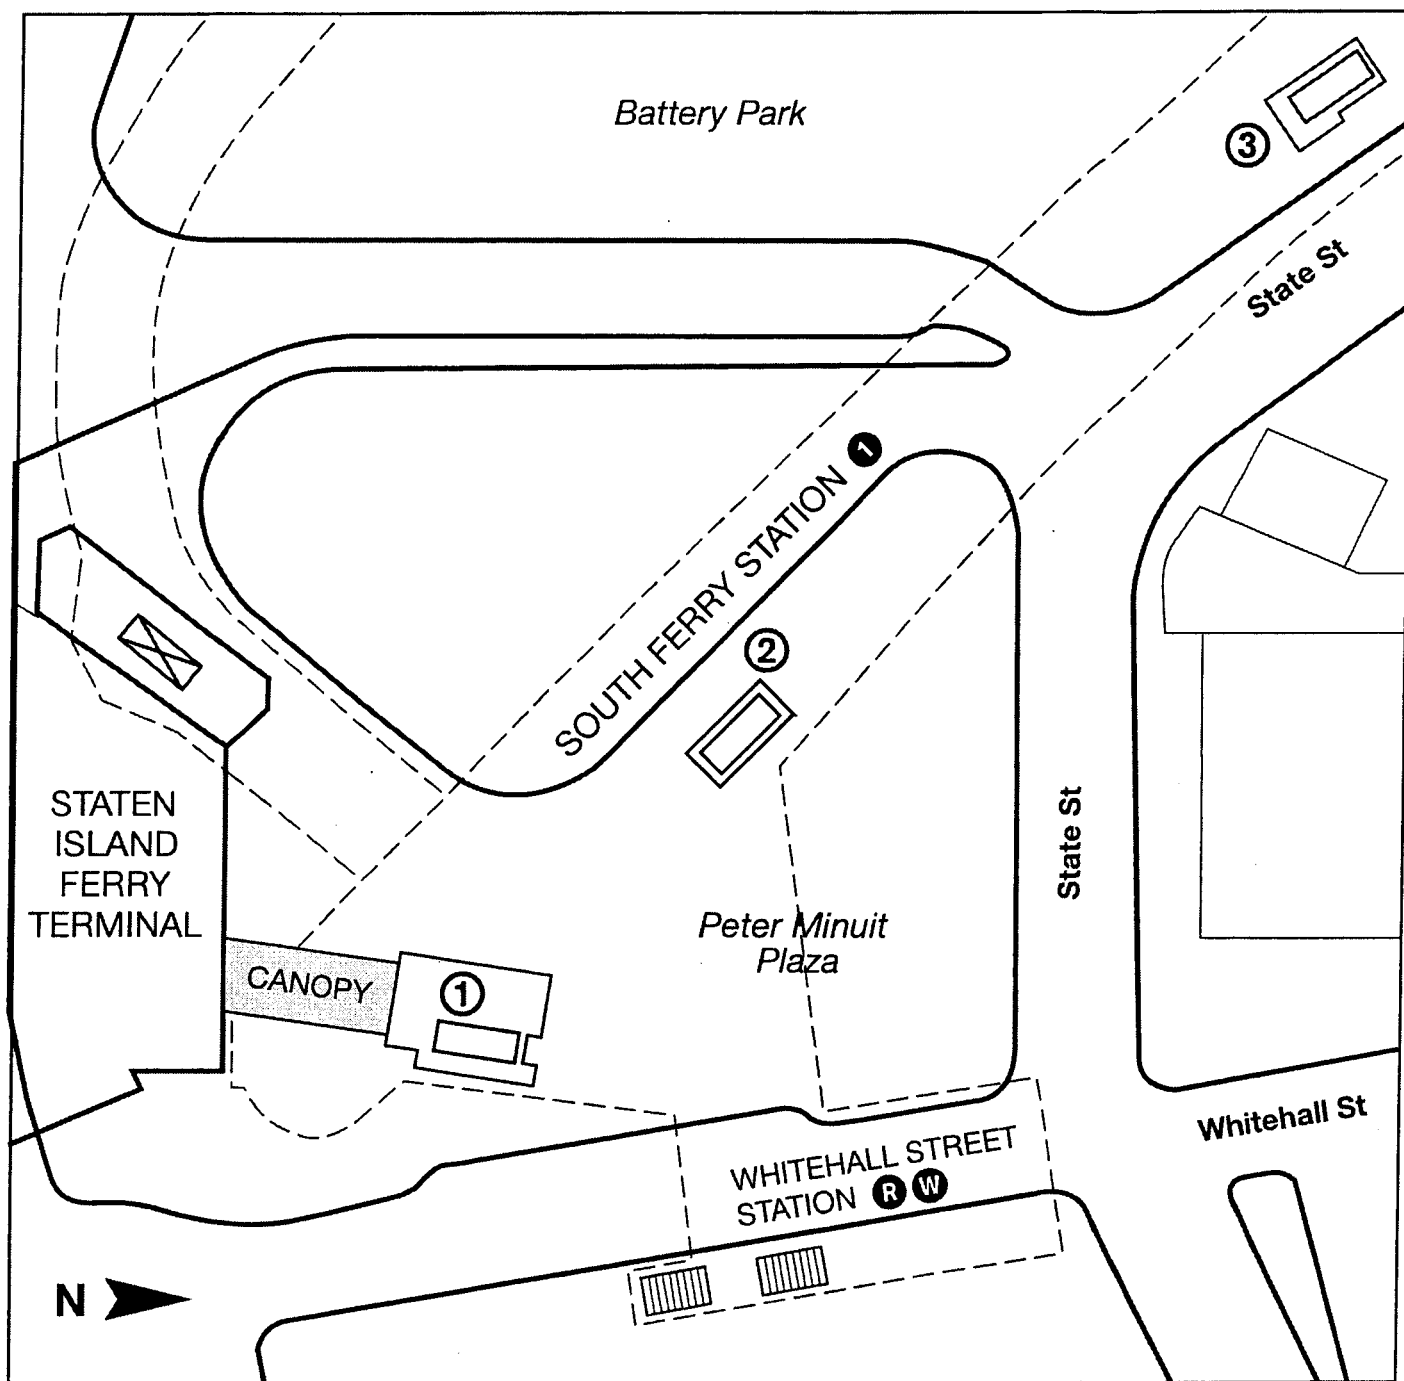 Battery Park
3
State St
SOUTH FERRY STATION 1
2
STATEN
ISLAND
FERRY
TERMINAL
State St
Peter Minuit
Plaza
CANOPY
1
Whitehall St
WHITEHALL STREET
STATION R W
N